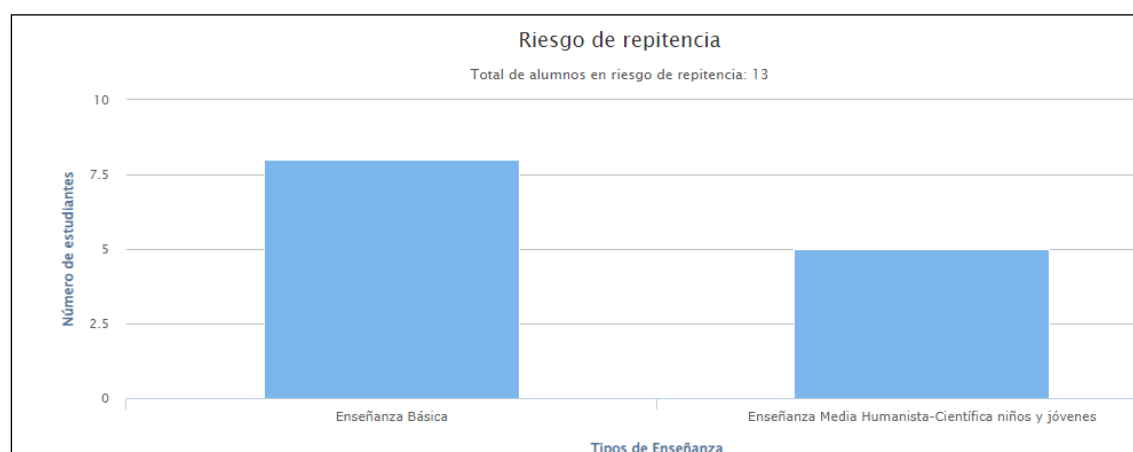 Riesgo de repitencia
Total de alumnos en riesgo de repitencia: 13
10
7.5
5
2.5
0
Número de estudiantes
Enseñanza Básica
Enseñanza Media Humanista-Científica niños y jóvenes
Tipos de Enseñanza